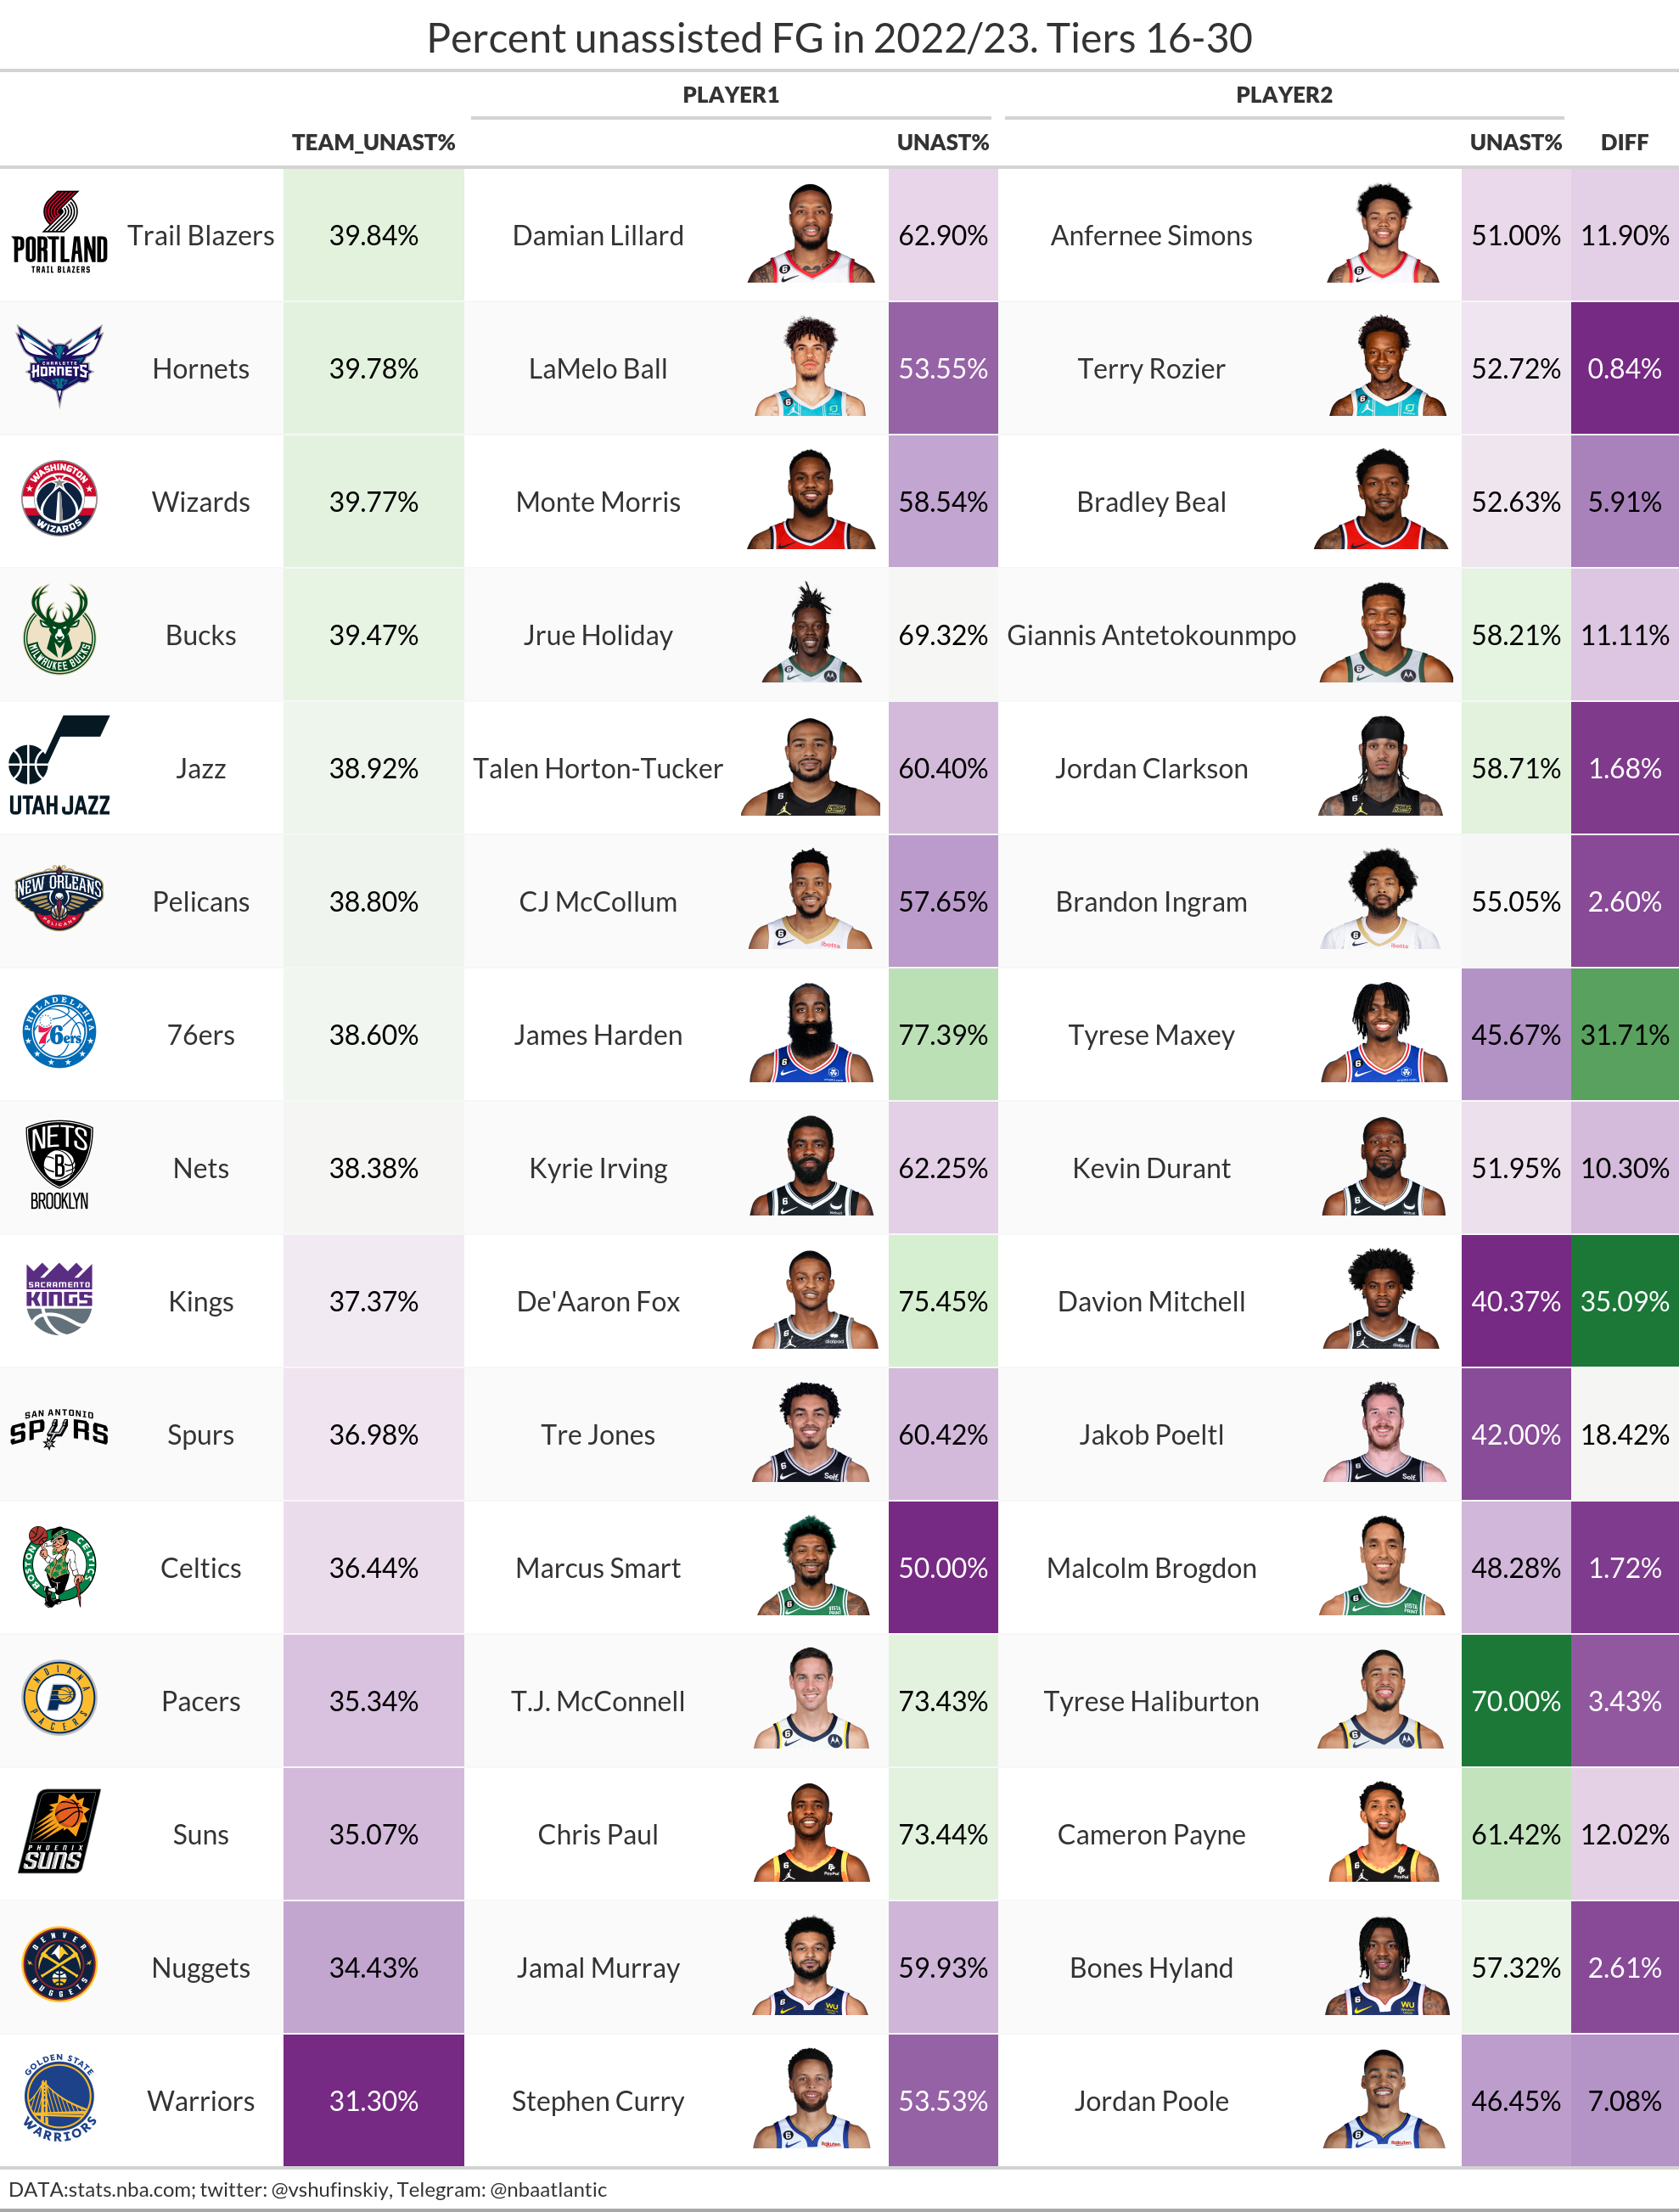 Percent unassisted FG in 2022/23. Tiers 16-30
PLAYER1 PLAYER2
TEAM_UNAST% UNAST% UNAST% DIFF
PORTLAND
TRAIL BLAZERS
Trail Blazers 39.84% Damian Lillard 62.90% Anfernee Simons 51.00% 11.90%
CHARLOTTE
HORNETS
Hornets 39.78% LaMelo Ball 53.55% Terry Rozier 52.72% 0.84%
WASHINGTON
WIZARDS
Wizards 39.77% Monte Morris 58.54% Bradley Beal 52.63% 5.91%
MILWAUKEE BUCKS
Bucks 39.47% Jrue Holiday 69.32% Giannis Antetokounmpo 58.21% 11.11%
UTAH JAZZ
Jazz 38.92% Talen Horton-Tucker 60.40% Jordan Clarkson 58.71% 1.68%
NEW ORLEANS
PELICANS
Pelicans 38.80% CJ McCollum 57.65% Brandon Ingram 55.05% 2.60%
PHILADELPHIA
76ers
76ers 38.60% James Harden 77.39% Tyrese Maxey 45.67% 31.71%
NETS
B
BROOKLYN
Nets 38.38% Kyrie Irving 62.25% Kevin Durant 51.95% 10.30%
SACRAMENTO
KINGS
Kings 37.37% De'Aaron Fox 75.45% Davion Mitchell 40.37% 35.09%
SAN ANTONIO
SPURS
Spurs 36.98% Tre Jones 60.42% Jakob Poeltl 42.00% 18.42%
BOSTON CELTICS
Celtics 36.44% Marcus Smart 50.00% Malcolm Brogdon 48.28% 1.72%
INDIANA
P
PACERS
Pacers 35.34% T.J. McConnell 73.43% Tyrese Haliburton 70.00% 3.43%
PHOENIX
SUNS
Suns 35.07% Chris Paul 73.44% Cameron Payne 61.42% 12.02%
DENVER
NUGGETS
Nuggets 34.43% Jamal Murray 59.93% Bones Hyland 57.32% 2.61%
GOLDEN STATE
WARRIORS
Warriors 31.30% Stephen Curry 53.53% Jordan Poole 46.45% 7.08%
DATA:stats.nba.com; twitter: @vshufinskiy, Telegram: @nbaatlantic